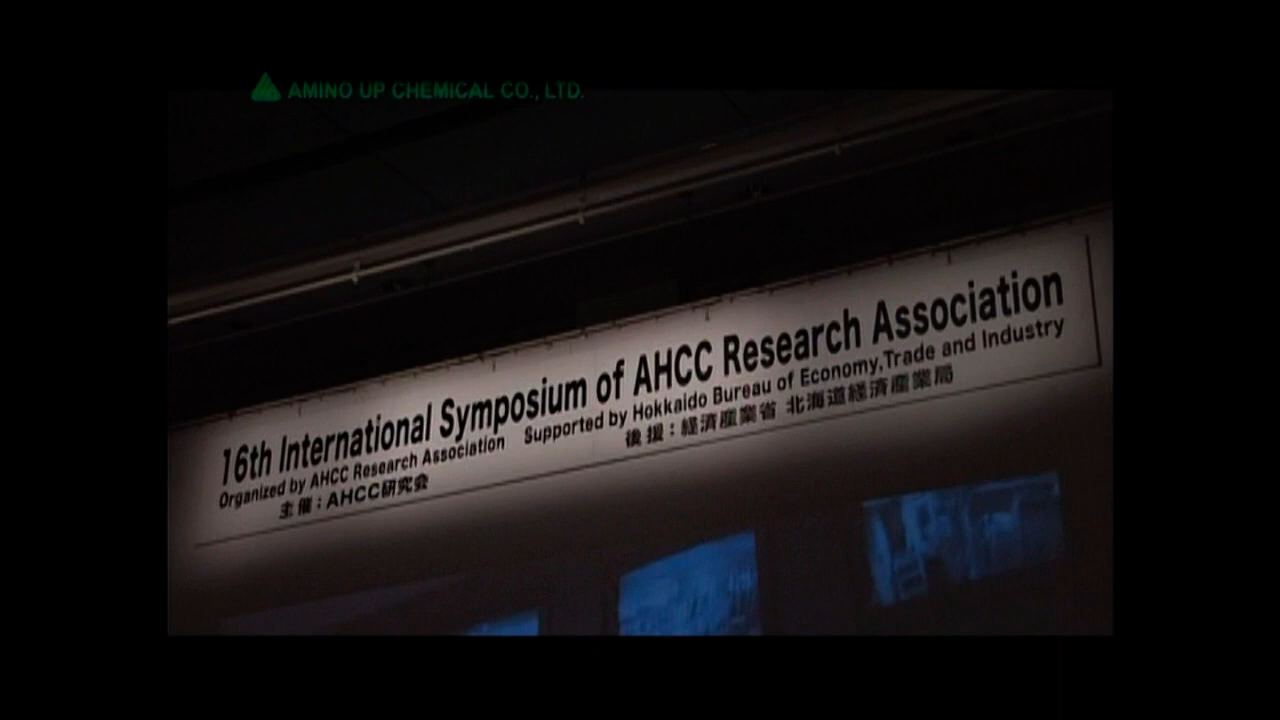 AMINO UP CHEMICAL CO., LTD.
16th International Symposium of AHCC Research Association
Organized by AHCC Research Association Supported by Hokkaido Bureau of Economy,Trade and Industry
主催：AHCC研究会 後援：経済産業省 北海道経済産業局